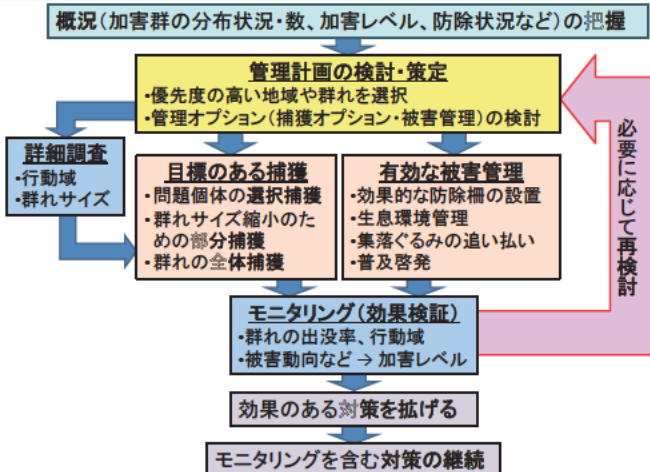 概況（加害群の分布状況・数、加害レベル、防除状況など）の把握
管理計画の検討・策定
・優先度の高い地域や群れを選択
・管理オプション（捕獲オプション・被害管理）の検討
詳細調査
・行動域
・群れサイズ
目標のある捕獲
・問題個体の選択捕獲
・群れサイズ縮小のた
めの部分捕獲
・群れの全体捕獲
有効な被害管理
・効果的な防除柵の設置
・生息環境管理
・集落ぐるみの追い払い
・普及啓発
必要に応じて再検討
モニタリング（効果検証）
・群れの出没率、行動域
・被害動向など → 加害レベル
効果のある対策を拡げる
モニタリングを含む対策の継続